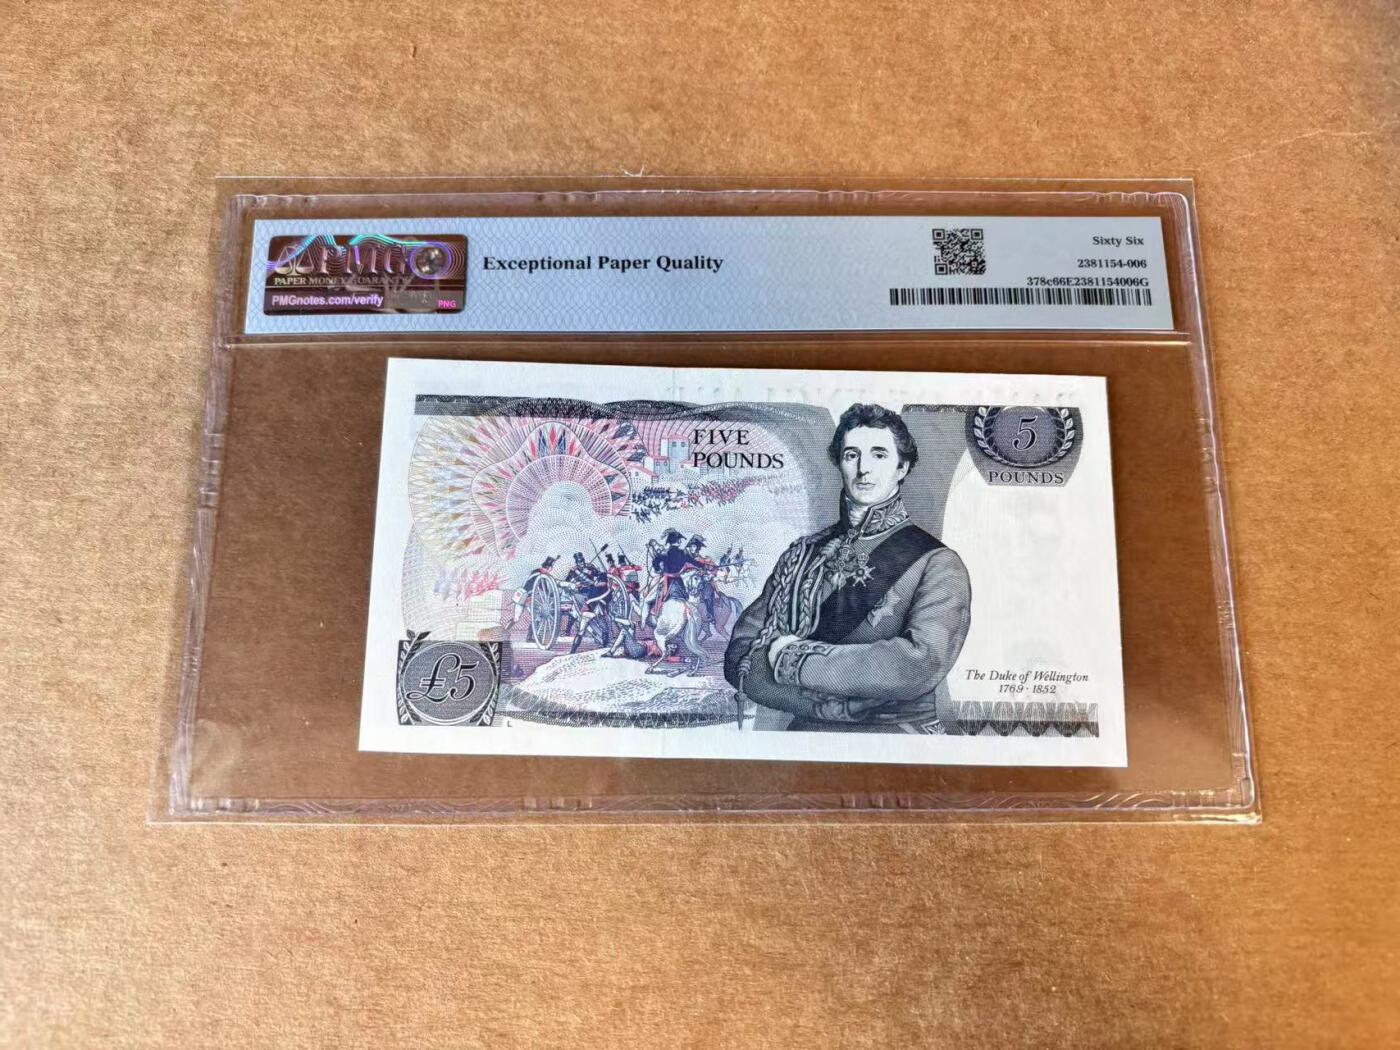 PMG
PAPER MONEY GUARANTY
PMGnotes.com/verify
PNG
Exceptional Paper Quality
Sixty Six
2381154-006
378c66E2381154006G
FIVE
POUNDS
5
POUNDS
£5
L
The Duke of Wellington
1769 · 1852